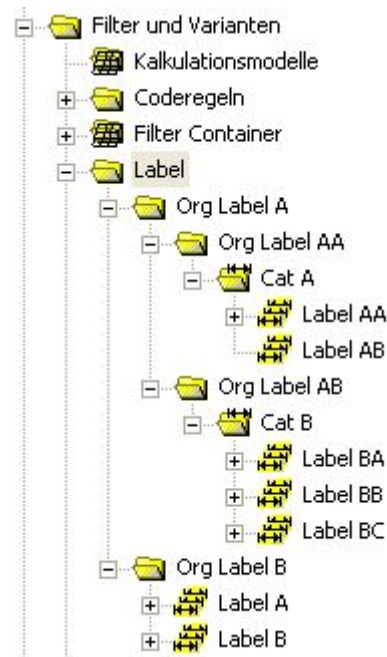 Filter und Varianten
Kalkulationsmodelle
Coderegeln
Filter Container
Label
Org Label A
Org Label AA
Cat A
Label AA
Label AB
Org Label AB
Cat B
Label BA
Label BB
Label BC
Org Label B
Label A
Label B